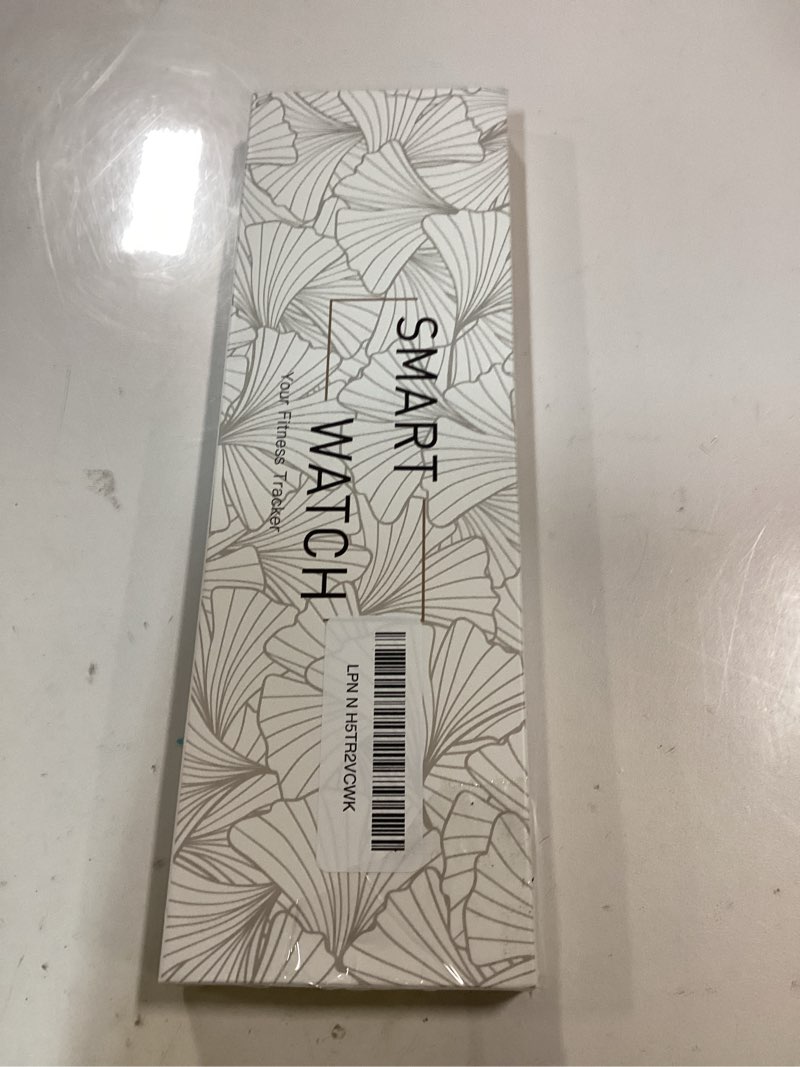 SMART
WATCH
Your Fitness Tracker
LPN N H5TR2VCWK